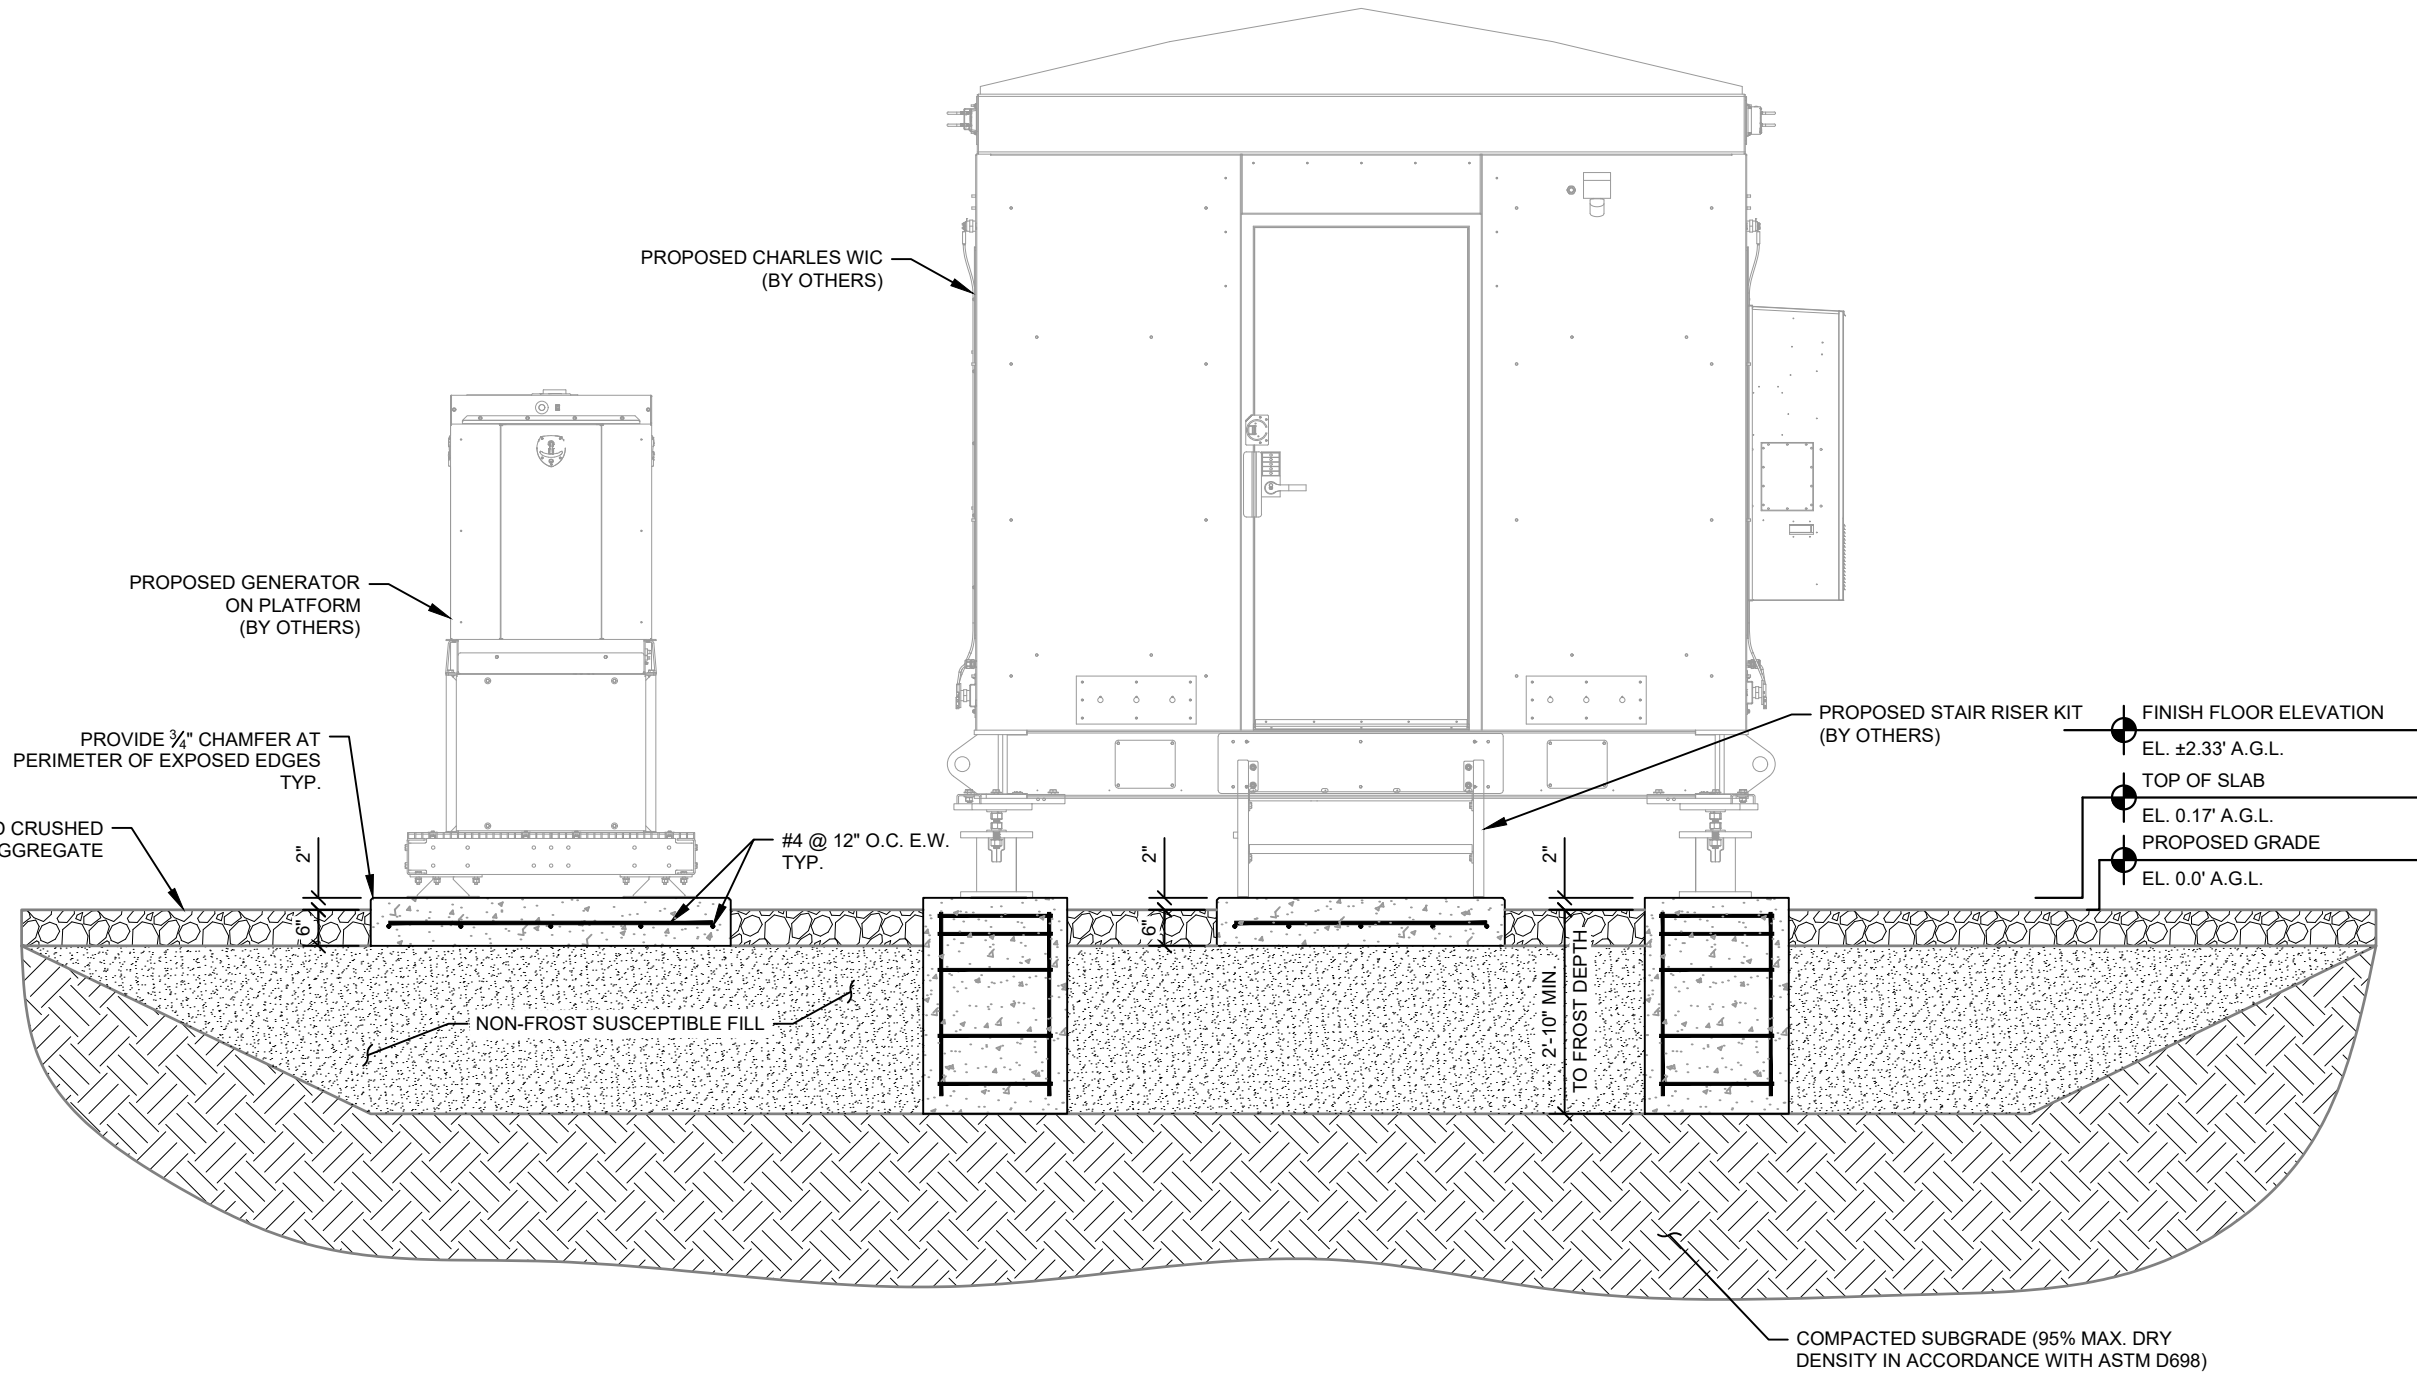 PROPOSED CHARLES WIC
(BY OTHERS)
PROPOSED GENERATOR
ON PLATFORM
(BY OTHERS)
PROVIDE ¾" CHAMFER AT
PERIMETER OF EXPOSED EDGES
TYP.
CRUSHED
#4 @ 12" O.C. E.W.
TYP.
PROPOSED STAIR RISER KIT
(BY OTHERS)
FINISH FLOOR ELEVATION
EL. ±2.33' A.G.L.
TOP OF SLAB
EL. 0.17' A.G.L.
PROPOSED GRADE
EL. 0.0' A.G.L.
2"
6"
2"
6"
2"
2'-10" MIN.
TO FROST DEPTH
NON-FROST SUSCEPTIBLE FILL
COMPACTED SUBGRADE (95% MAX. DRY
DENSITY IN ACCORDANCE WITH ASTM D698)